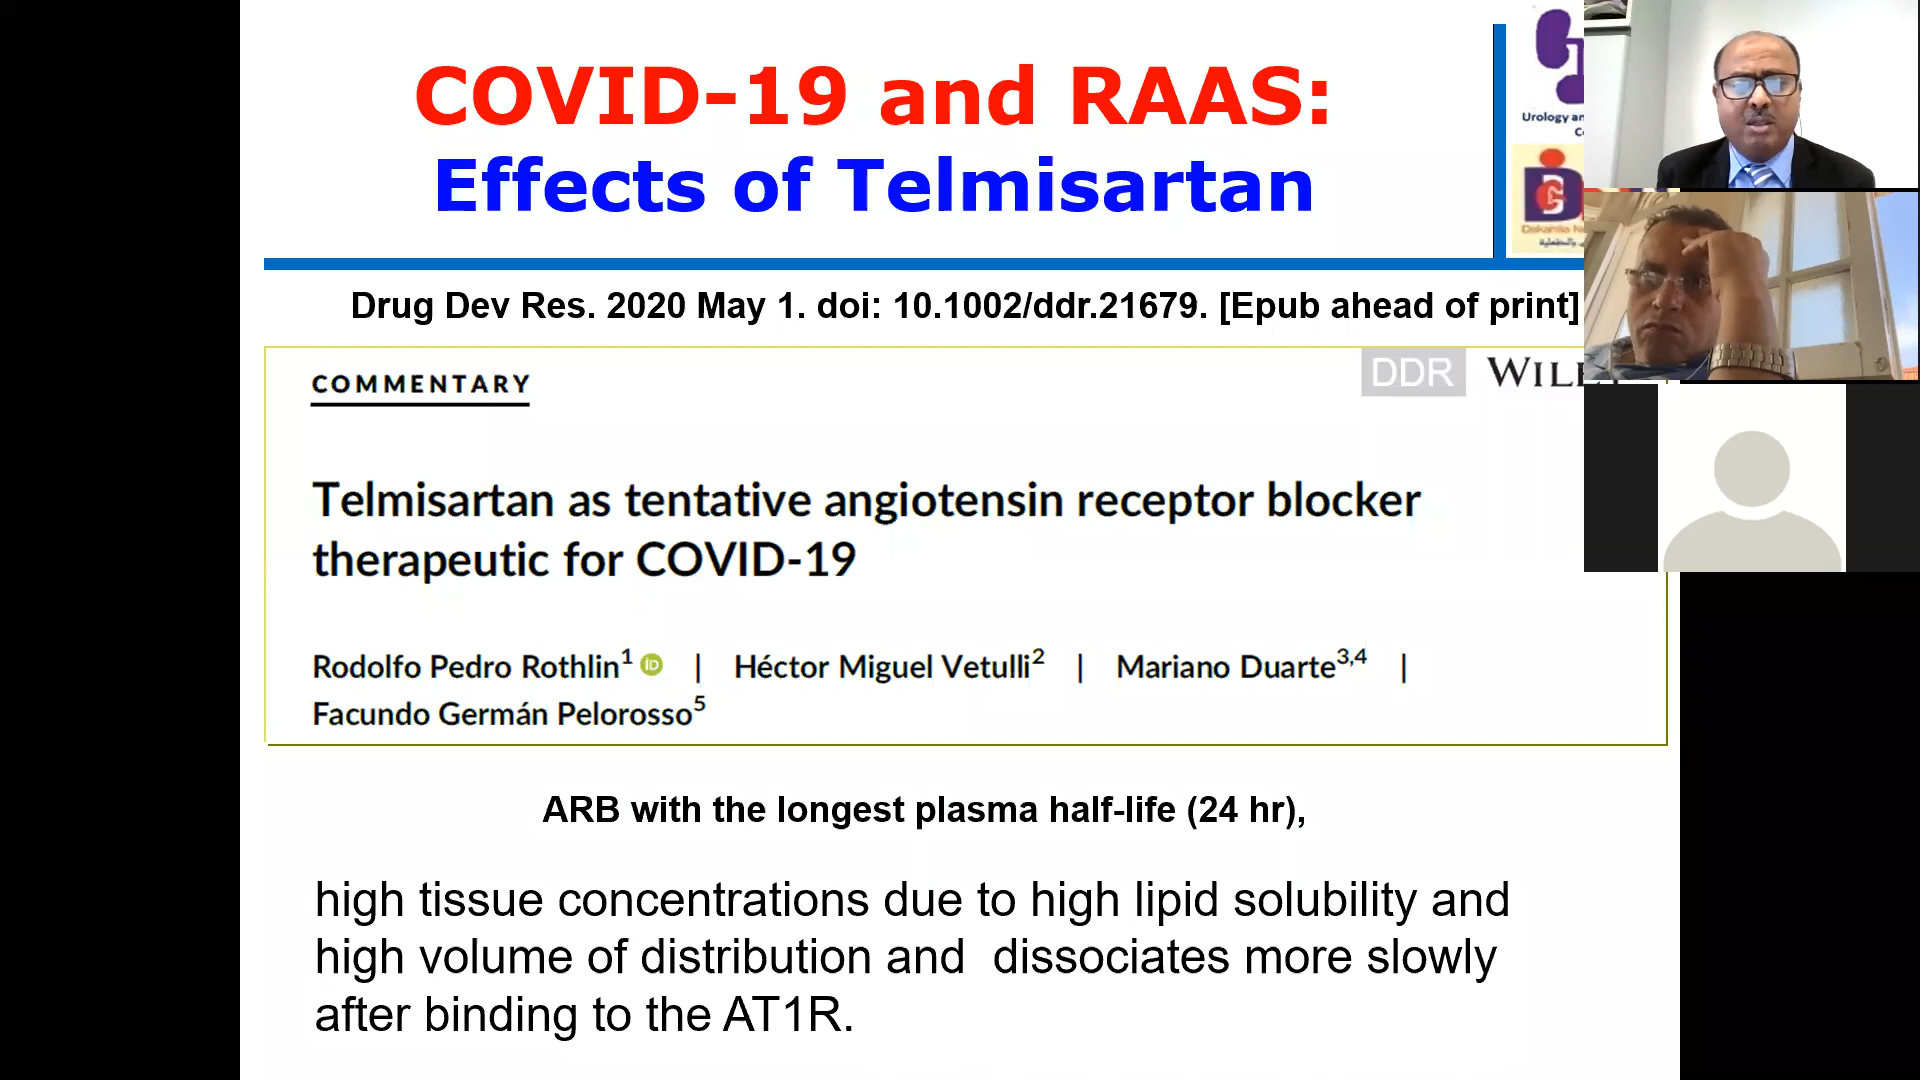 COVID-19 and RAAS:
Effects of Telmisartan
Urology an
Drug Dev Res. 2020 May 1. doi: 10.1002/ddr.21679. [Epub ahead of print]
COMMENTARY
DDR WILEY
Telmisartan as tentative angiotensin receptor blocker
therapeutic for COVID-19
Rodolfo Pedro Rothlin1 iD | Héctor Miguel Vetulli2 | Mariano Duarte3,4 |
Facundo Germán Pelorosso5
ARB with the longest plasma half-life (24 hr),
high tissue concentrations due to high lipid solubility and
high volume of distribution and dissociates more slowly
after binding to the AT1R.